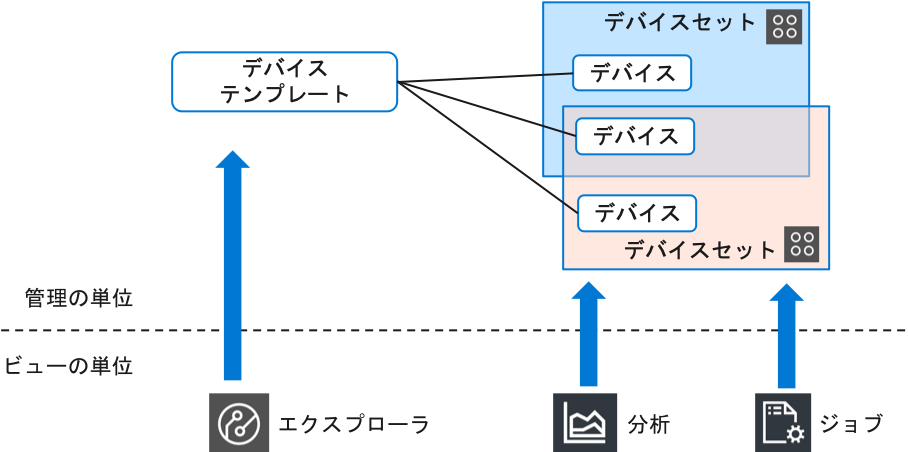 デバイスセット
デバイス
テンプレート
デバイス
デバイス
デバイス
デバイスセット
管理の単位
ビューの単位
エクスプローラ
分析
ジョブ